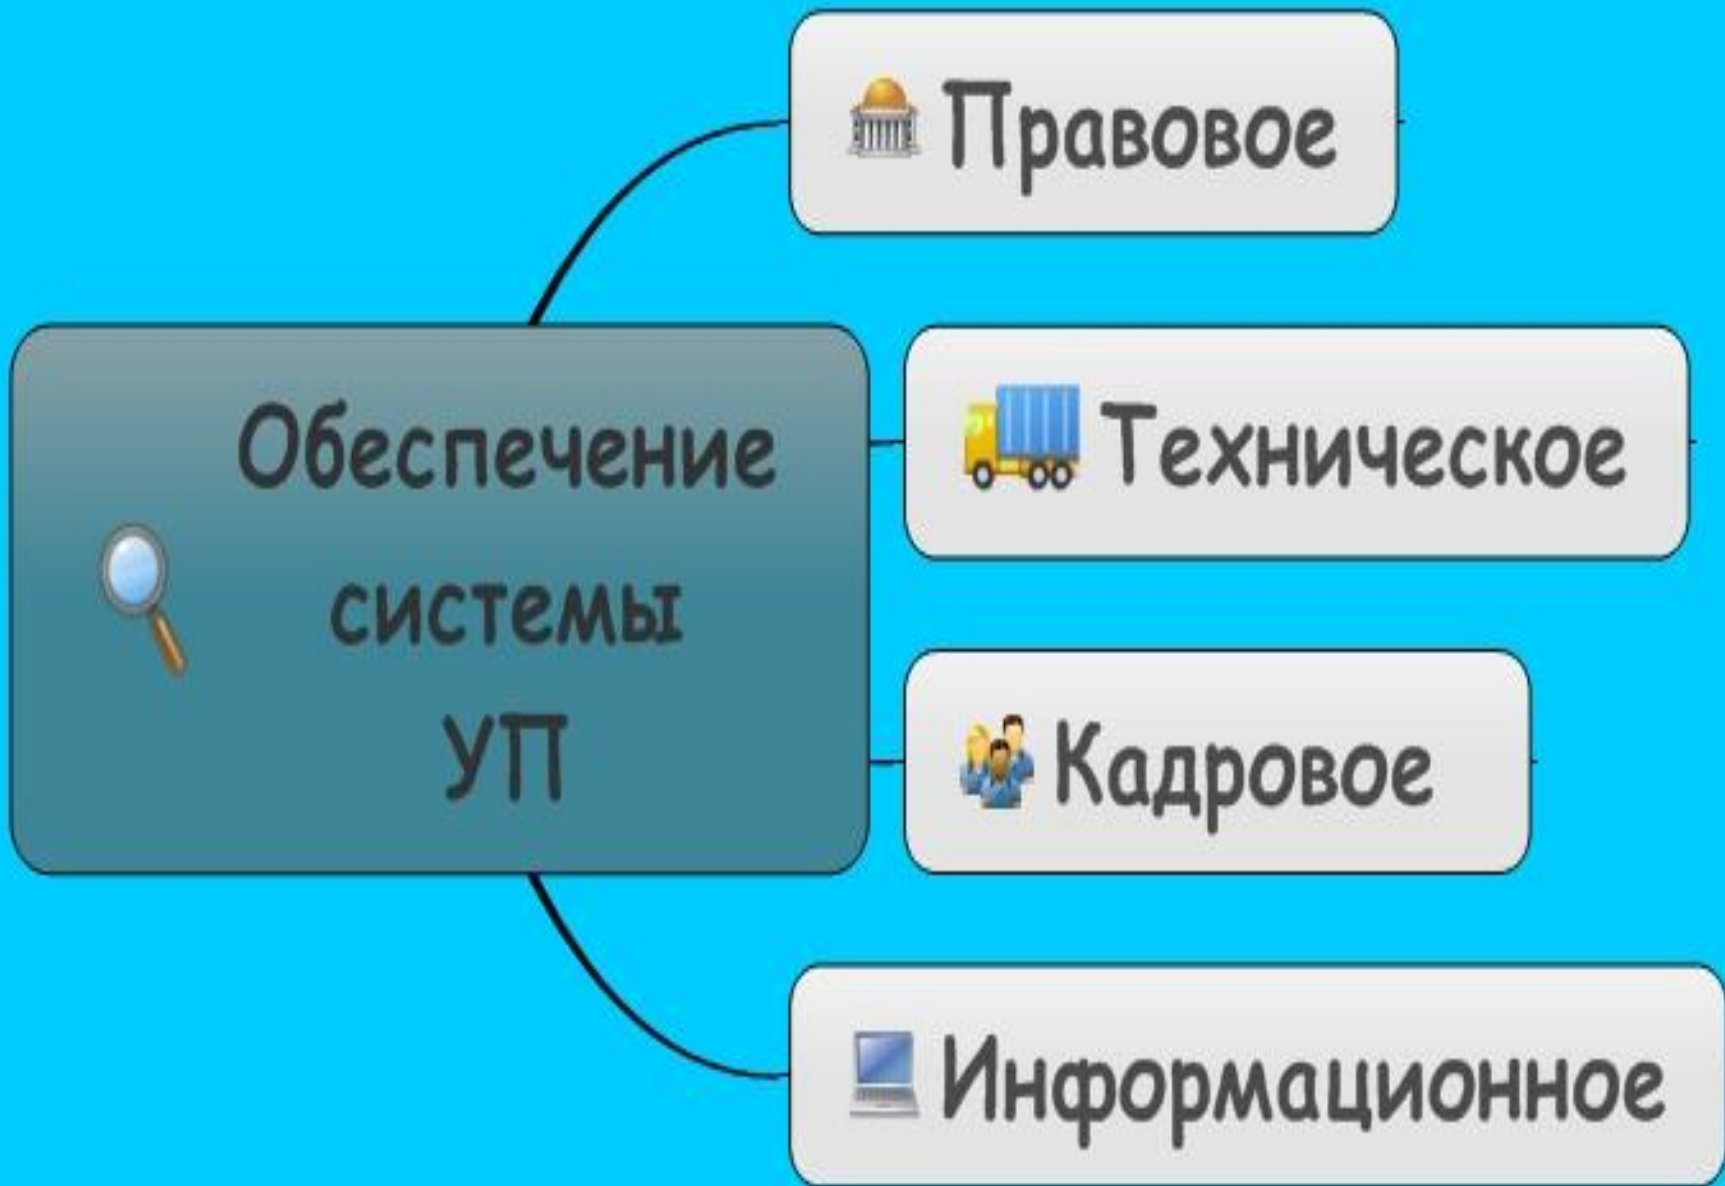 Обеспечение
системы
УП
Правовое
Техническое
Кадровое
Информационное